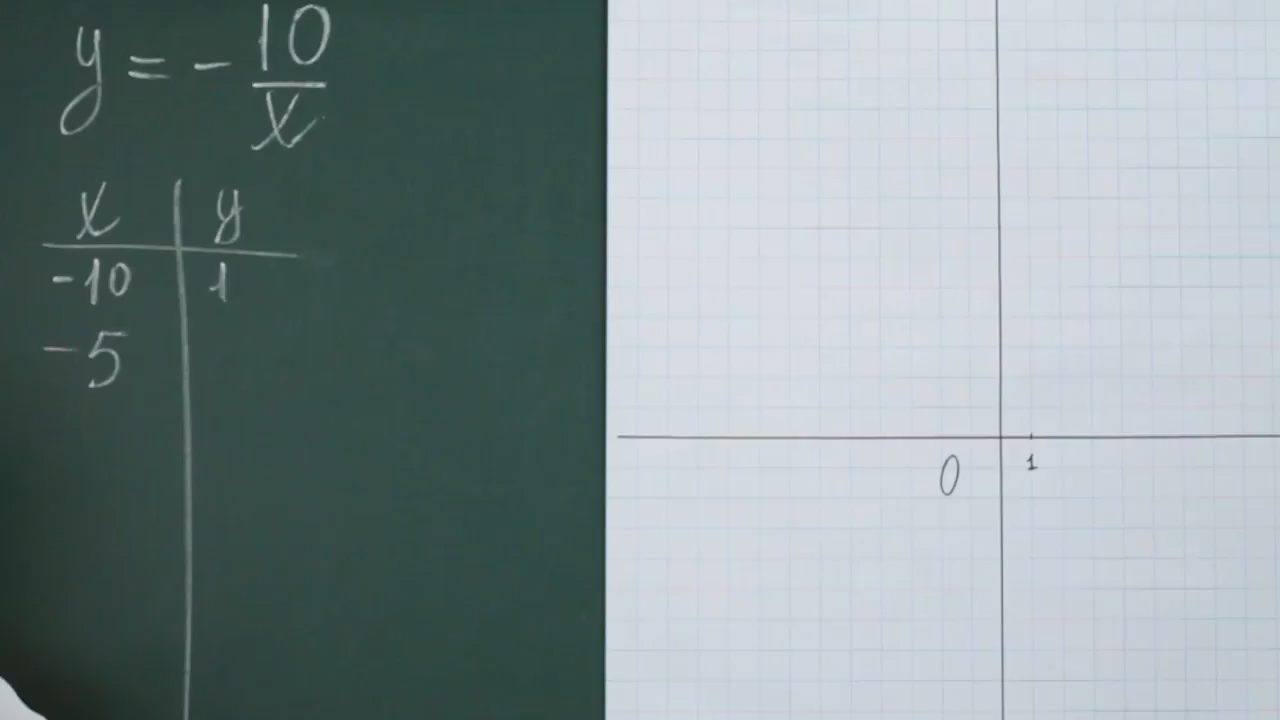 y = - 10/x
x y
-10 1
-5
0 1